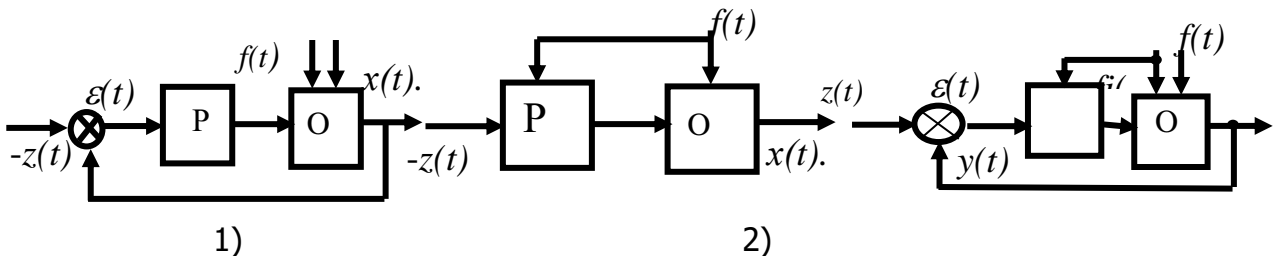 f(t)
ε(t)
P
O
x(t).
-z(t)
1)
f(t)
P
O
-z(t)
x(t).
2)
z(t)
ε(t)
f(t)
O
y(t)